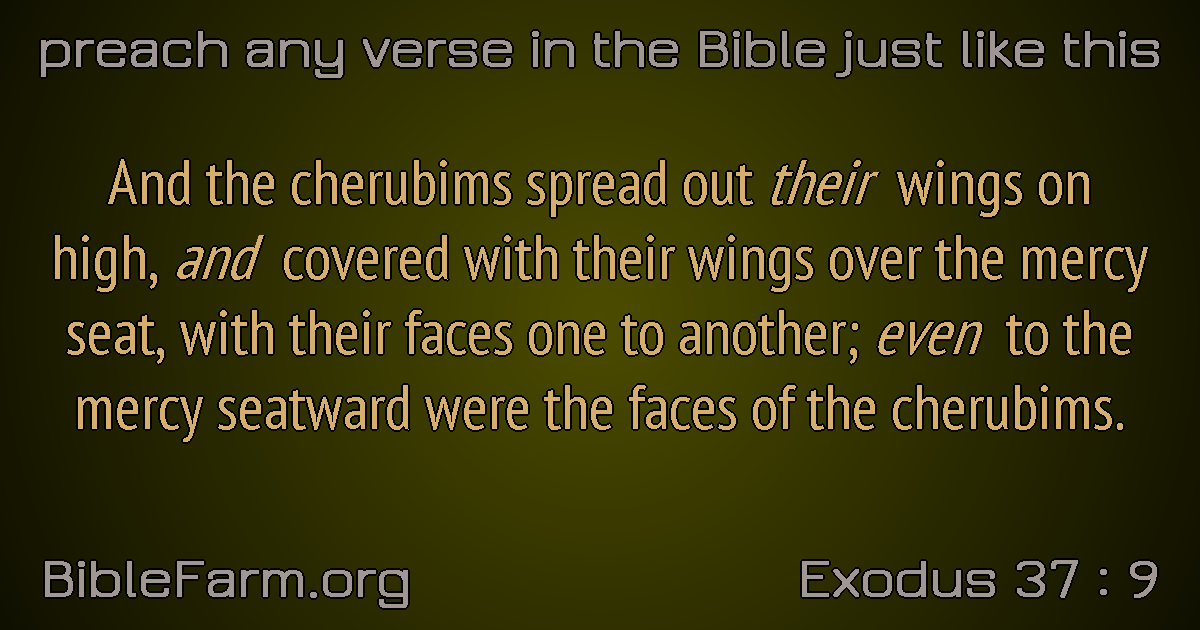 preach any verse in the Bible just like this
And the cherubims spread out their wings on
high, and covered with their wings over the mercy
seat, with their faces one to another; even to the
mercy seatward were the faces of the cherubims.
BibleFarm.org
Exodus 37 : 9